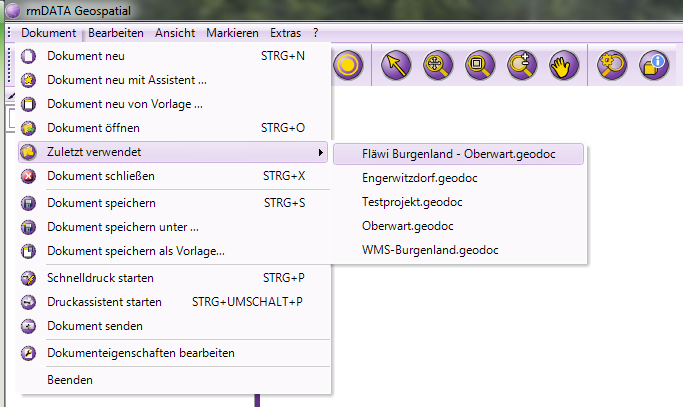 rmDATA Geospatial
Dokument Bearbeiten Ansicht Markieren Extras ?
Dokument neu STRG+N
Dokument neu mit Assistent ...
Dokument neu von Vorlage ...
Dokument öffnen STRG+O
Zuletzt verwendet
Fläwi Burgenland - Oberwart.geodoc
Engerwitzdorf.geodoc
Testprojekt.geodoc
Oberwart.geodoc
WMS-Burgenland.geodoc
Dokument schließen STRG+X
Dokument speichern STRG+S
Dokument speichern unter ...
Dokument speichern als Vorlage...
Schnelldruck starten STRG+P
Druckassistent starten STRG+UMSCHALT+P
Dokument senden
Dokumenteigenschaften bearbeiten
Beenden